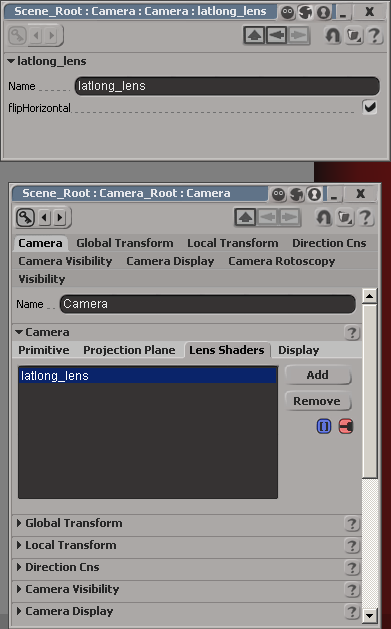 Scene_Root : Camera : Camera : latlong_lens
latlong_lens
Name latlong_lens
flipHorizontal
Scene_Root : Camera_Root : Camera
Camera Global Transform Local Transform Direction Cns
Camera Visibility Camera Display Camera Rotoscopy
Visibility
Name Camera
Camera ?
Primitive Projection Plane Lens Shaders Display
latlong_lens
Add
Remove
Global Transform ?
Local Transform ?
Direction Cns ?
Camera Visibility ?
Camera Display ?